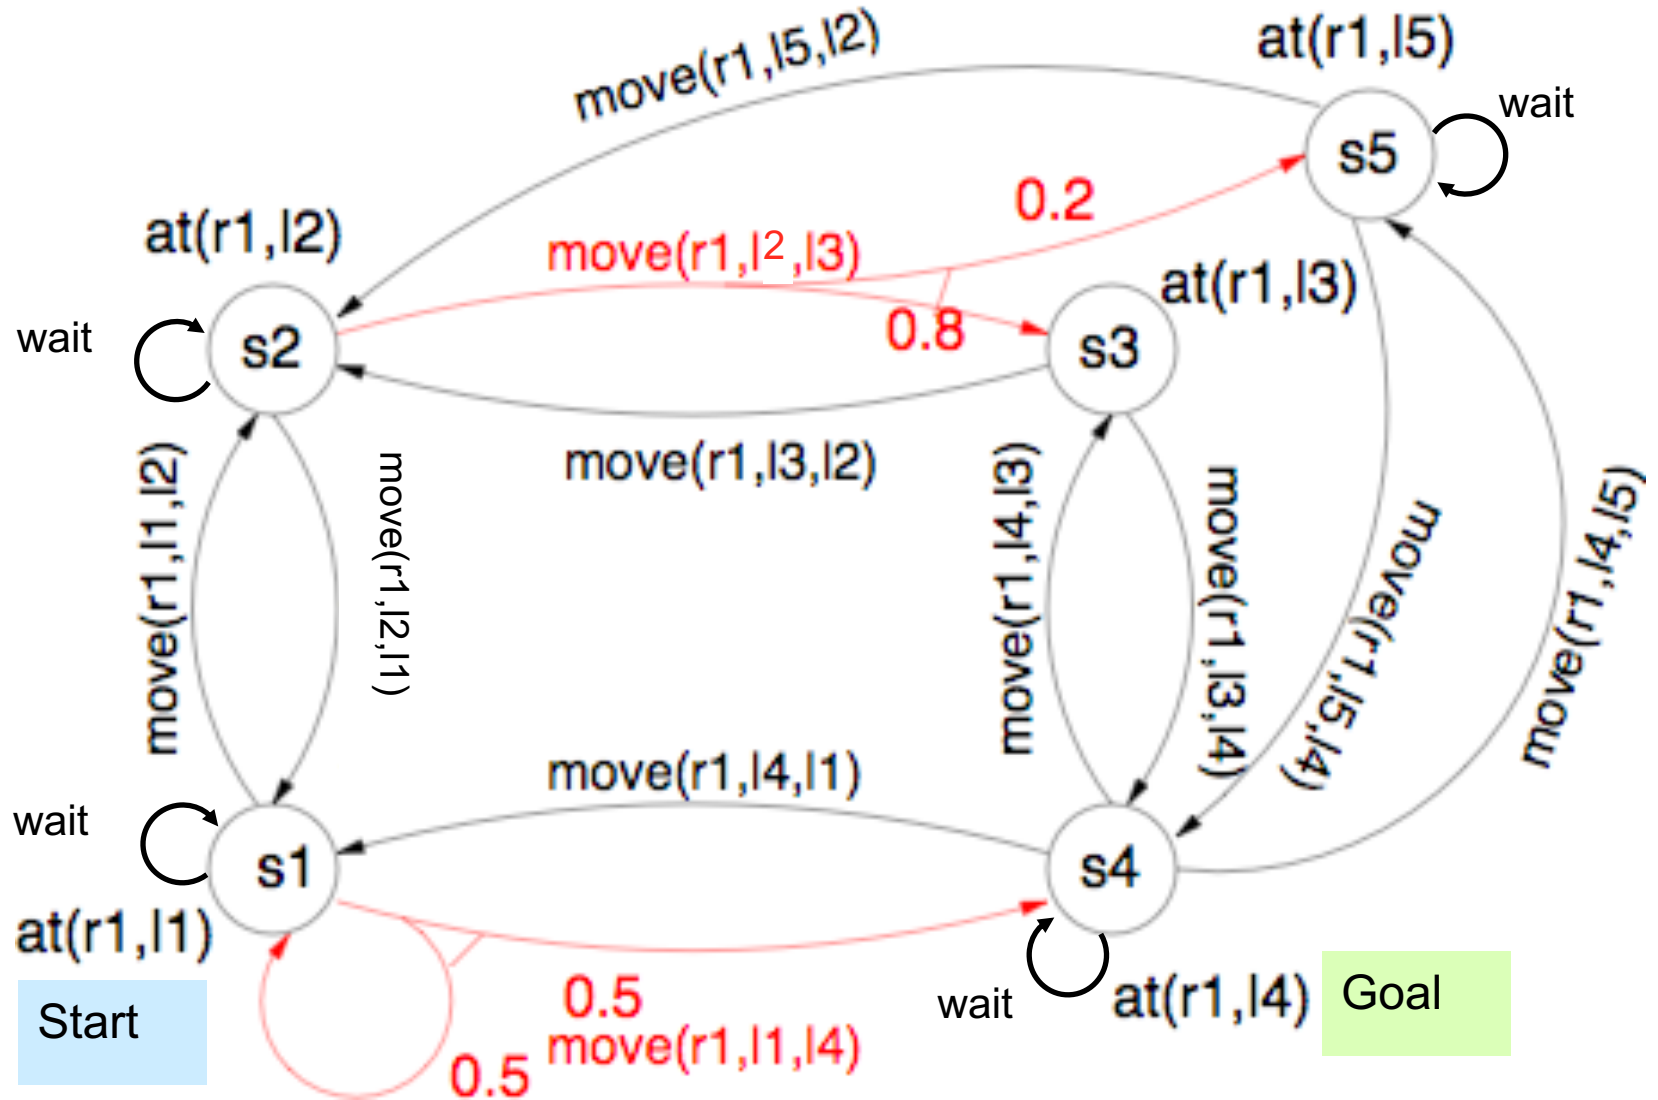 move(r1,l5,l2)
at(r1,l5)
wait
s5
0.2
at(r1,l2)
move(r1,l2,l3)
at(r1,l3)
wait
s2
0.8
s3
move(r1,l3,l2)
move(r1,l1,l2)
move(r1,l2,l1)
move(r1,l4,l3)
move(r1,l3,l4)
move(r1,l5,l4)
move(r1,l4,l5)
move(r1,l4,l1)
wait
s1
s4
at(r1,l1)
0.5
wait
at(r1,l4)
Goal
Start
move(r1,l1,l4)
0.5